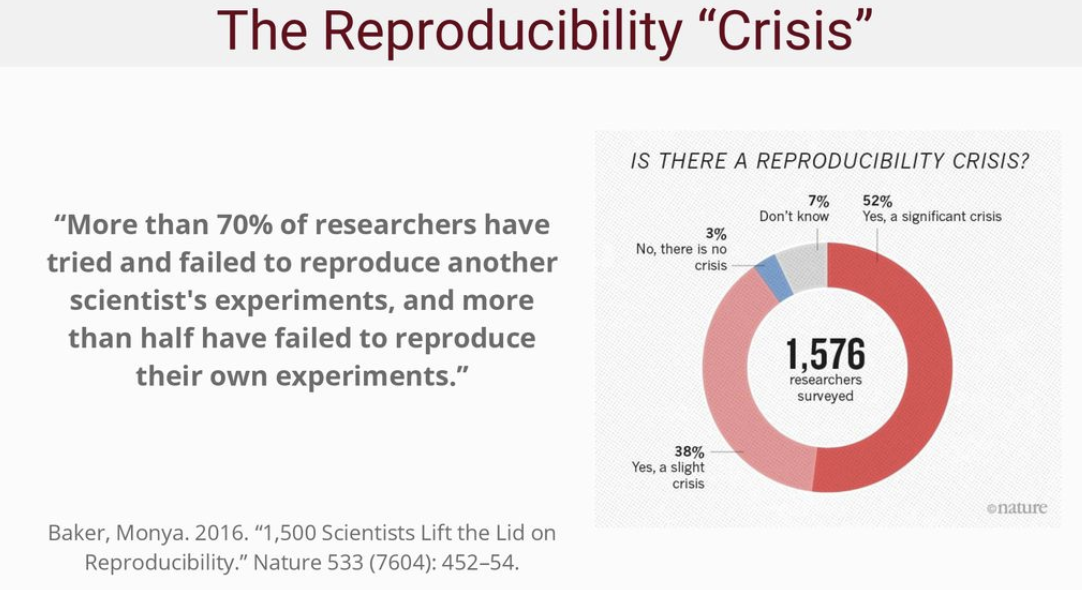 The Reproducibility “Crisis”
“More than 70% of researchers have
tried and failed to reproduce another
scientist's experiments, and more
than half have failed to reproduce
their own experiments.”
Baker, Monya. 2016. “1,500 Scientists Lift the Lid on
Reproducibility.” Nature 533 (7604): 452–54.
IS THERE A REPRODUCIBILITY CRISIS?
7%
Don’t know
52%
Yes, a significant crisis
3%
No, there is no
crisis
1,576
researchers
surveyed
38%
Yes, a slight
crisis
©nature